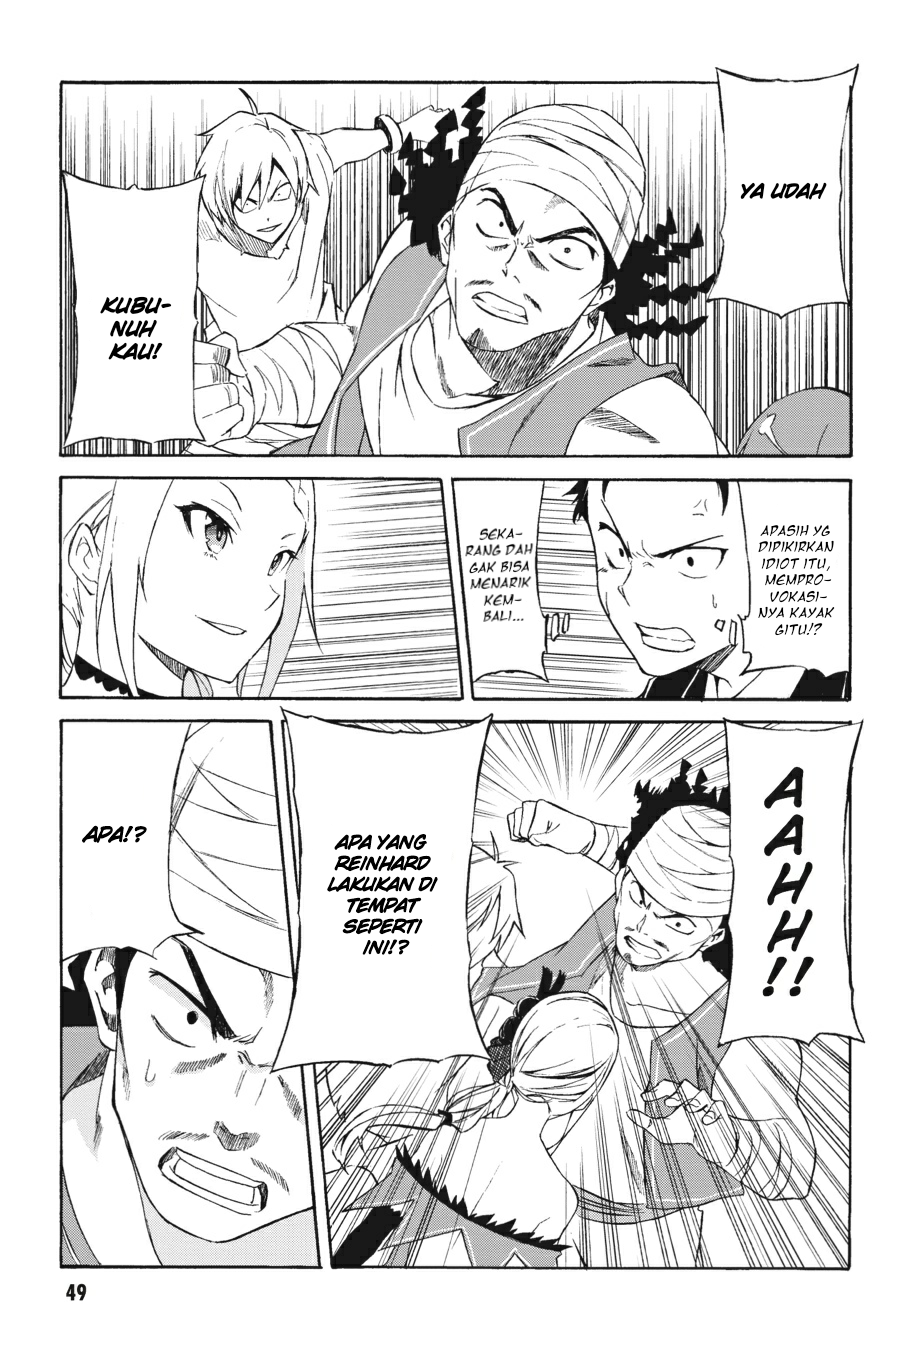 YA UDAH
KUBU-
NUH
KAU!
APASIH YG
DIPIKIRKAN
IDIOT ITU,
MEMPRO-
VOKASI-
NYA KAYAK
GITU!?
SEKA-
RANG DAH
GAK BISA
MENARIK
KEM-
BALI...
AAHH!!
APA YANG
REINHARD
LAKUKAN DI
TEMPAT
SEPERTI
INI!?
APA!?
49